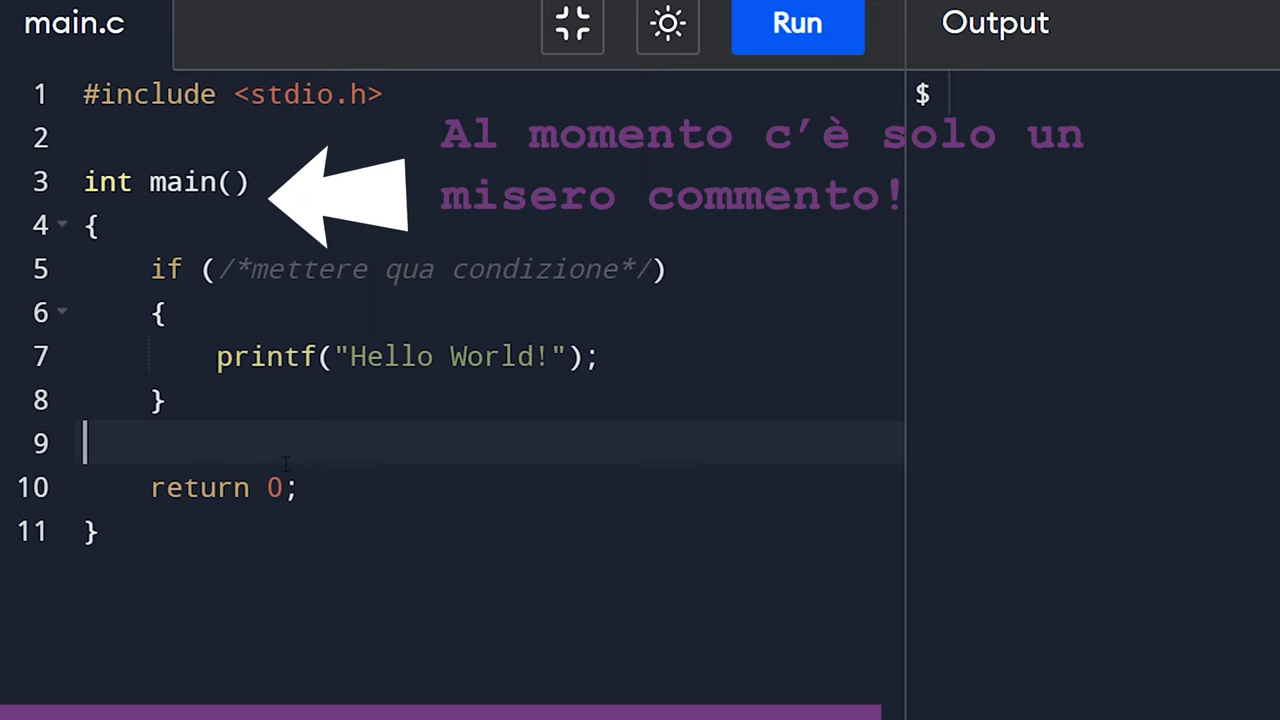 main.c
Run
Output
1 #include <stdio.h>
$
2
Al momento c’è solo un
3 int main()
misero commento!
4 {
5 if (/*mettere qua condizione*/)
6 {
7 printf("Hello World!");
8 }
9
10 return 0;
11 }